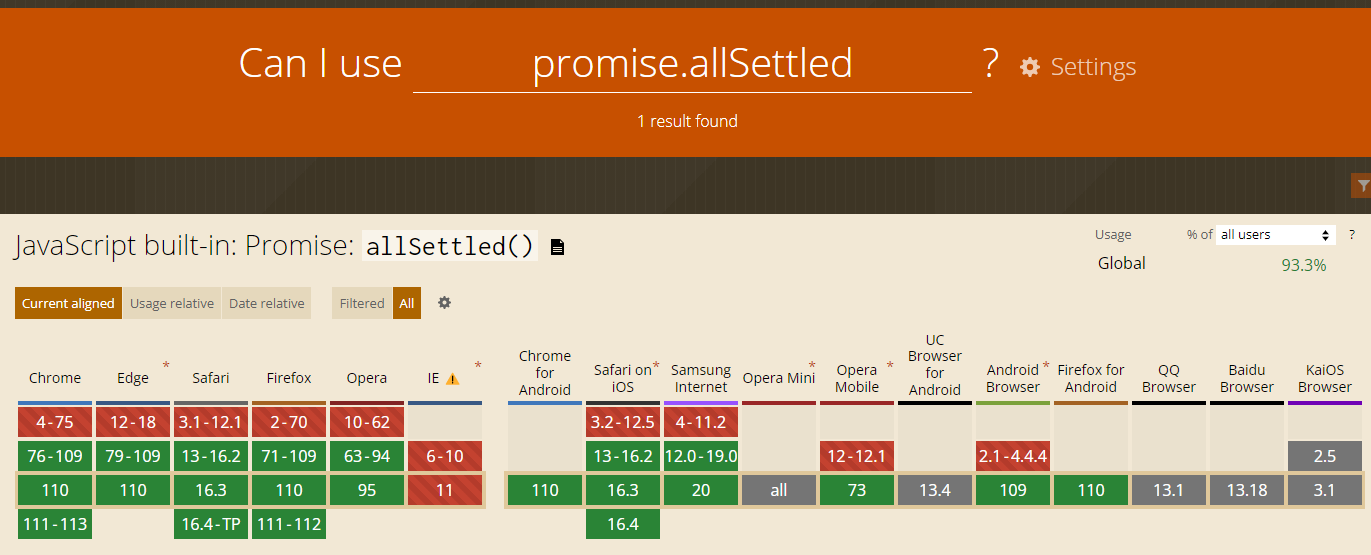 Can I use promise.allSettled ? Settings
1 result found
JavaScript built-in: Promise: allSettled()
Usage % of all users ?
Global 93.3%
Current aligned Usage relative Date relative Filtered All
Chrome Edge * Safari Firefox Opera IE * Chrome for Android Safari on iOS * Samsung Internet Opera Mini * Opera Mobile * UC Browser for Android Android Browser * Firefox for Android QQ Browser Baidu Browser KaiOS Browser
4-75 12-18 3.1-12.1 2-70 10-62 3.2-12.5 4-11.2
76-109 79-109 13-16.2 71-109 63-94 6-10 13-16.2 12.0-19.0 12-12.1 2.1-4.4.4 2.5
110 110 16.3 110 95 11 110 16.3 20 all 73 13.4 109 110 13.1 13.18 3.1
111-113 16.4-TP 111-112 16.4